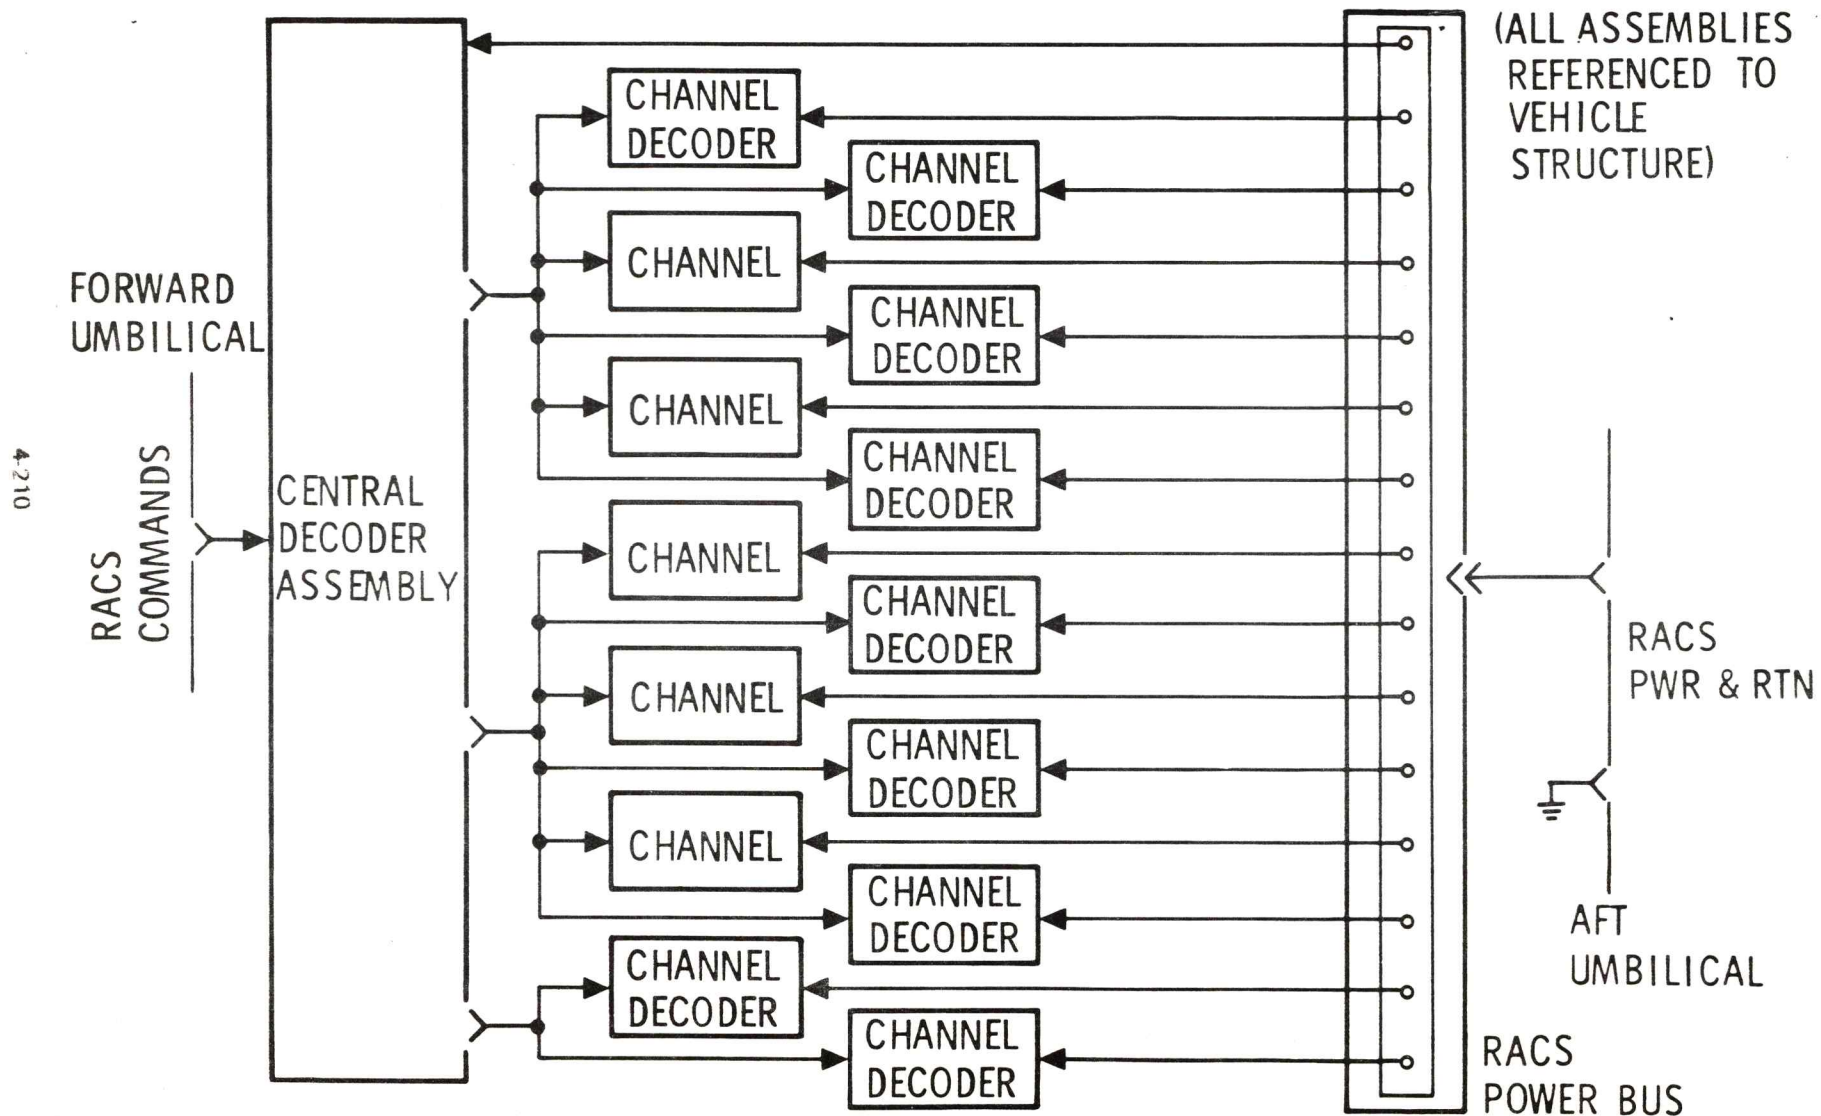 (ALL ASSEMBLIES
REFERENCED TO
VEHICLE
STRUCTURE)
CHANNEL
DECODER
CHANNEL
DECODER
CHANNEL
CHANNEL
DECODER
CHANNEL
CHANNEL
DECODER
CHANNEL
CHANNEL
DECODER
CHANNEL
CHANNEL
DECODER
CHANNEL
CHANNEL
DECODER
CHANNEL
DECODER
CHANNEL
DECODER
FORWARD
UMBILICAL
RACS
COMMANDS
CENTRAL
DECODER
ASSEMBLY
RACS
PWR & RTN
AFT
UMBILICAL
RACS
POWER BUS
4-210